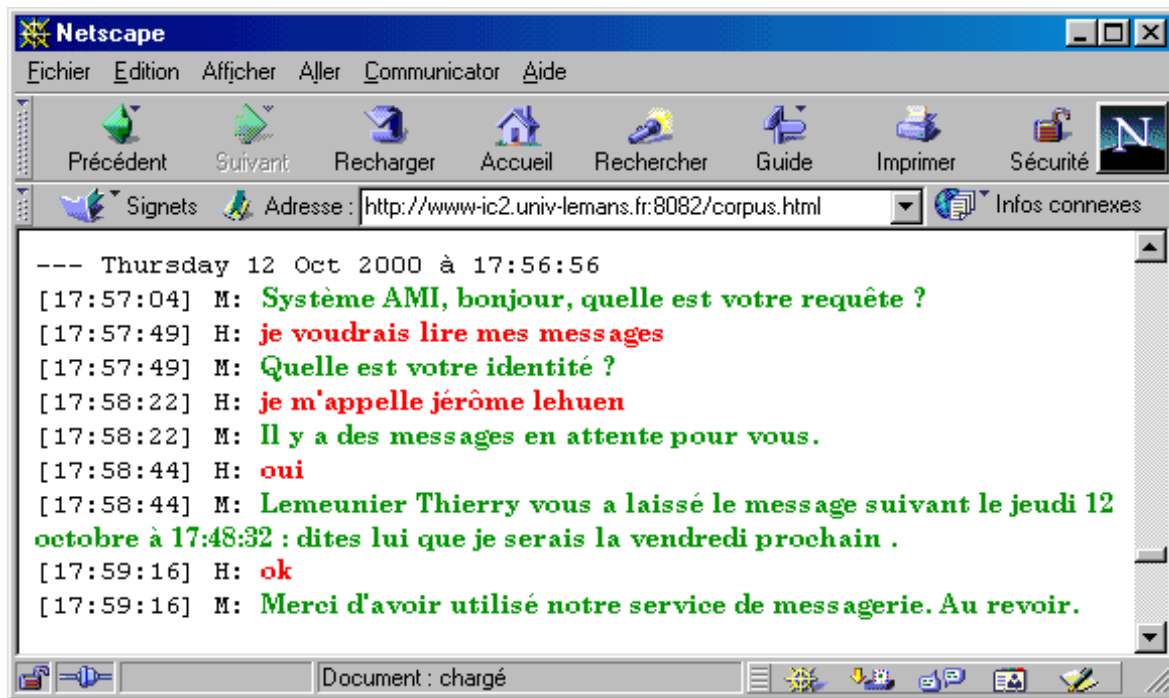 Netscape
Fichier Edition Afficher Aller Communicator Aide
Précédent Suivant Recharger Accueil Rechercher Guide Imprimer Sécurité N
Signets Adresse : http://www-ic2.univ-lemans.fr:8082/corpus.html Infos connexes
--- Thursday 12 Oct 2000 à 17:56:56
[17:57:04] M: Système AMI, bonjour, quelle est votre requête ?
[17:57:49] H: je voudrais lire mes messages
[17:57:49] M: Quelle est votre identité ?
[17:58:22] H: je m'appelle jérôme lehuen
[17:58:22] M: Il y a des messages en attente pour vous.
[17:58:44] H: oui
[17:58:44] M: Lemeunier Thierry vous a laissé le message suivant le jeudi 12
octobre à 17:48:32 : dites lui que je serais la vendredi prochain .
[17:59:16] H: ok
[17:59:16] M: Merci d'avoir utilisé notre service de messagerie. Au revoir.
Document : chargé